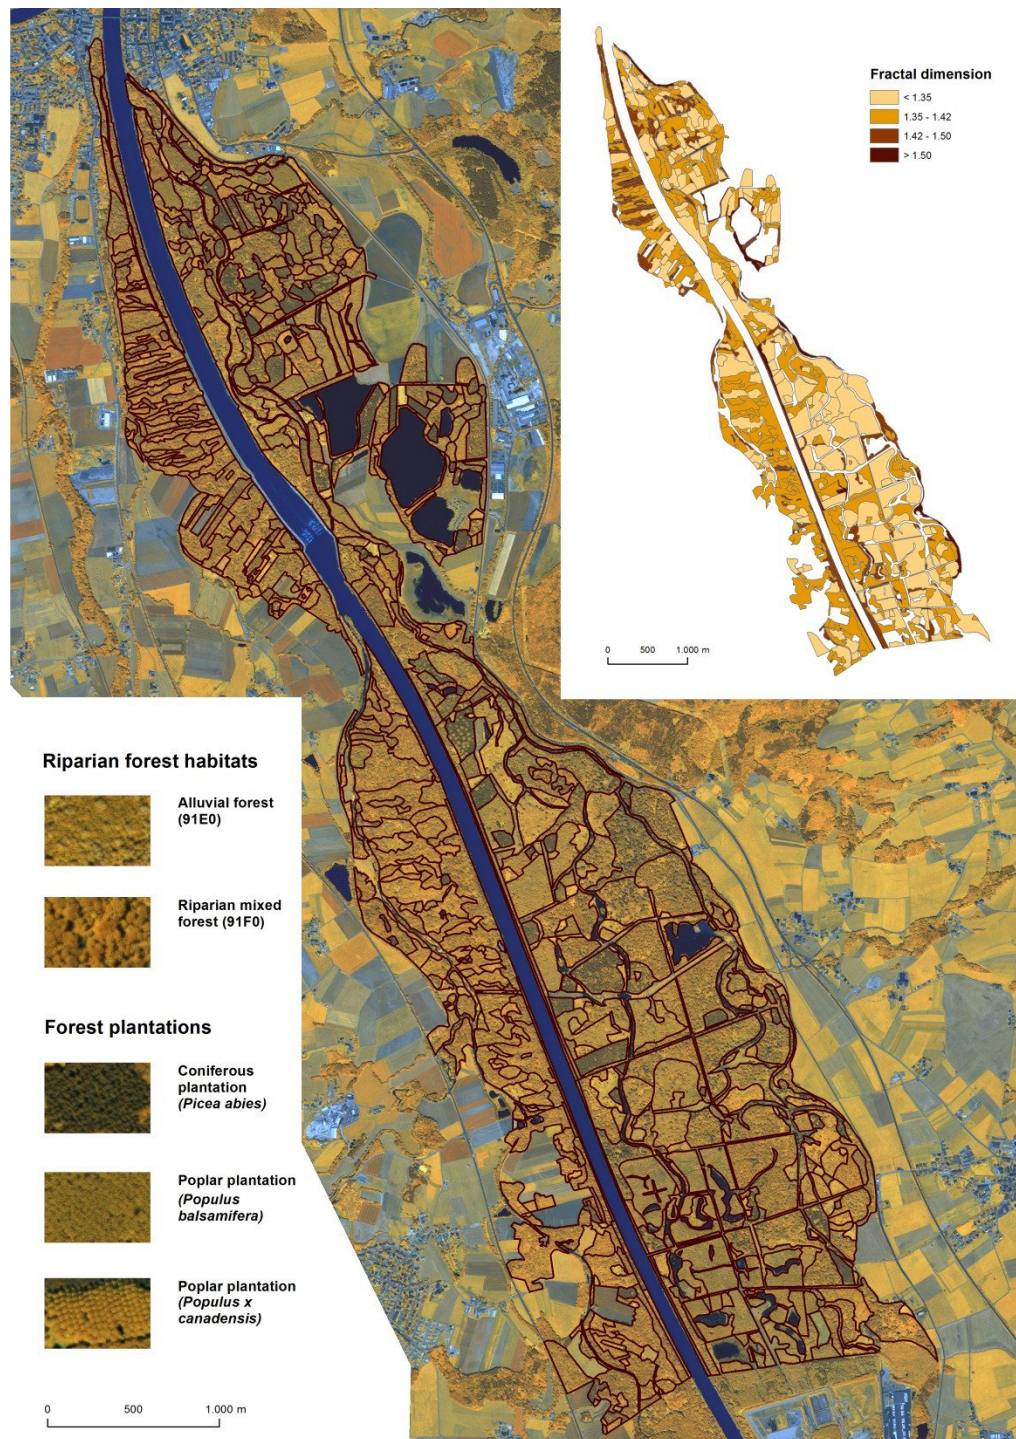 Fractal dimension
< 1.35
1.35 - 1.42
1.42 - 1.50
> 1.50
0 500 1.000 m
Riparian forest habitats
Alluvial forest
(91E0)
Riparian mixed
forest (91F0)
Forest plantations
Coniferous
plantation
(Picea abies)
Poplar plantation
(Populus
balsamifera)
Poplar plantation
(Populus x
canadensis)
0 500 1.000 m